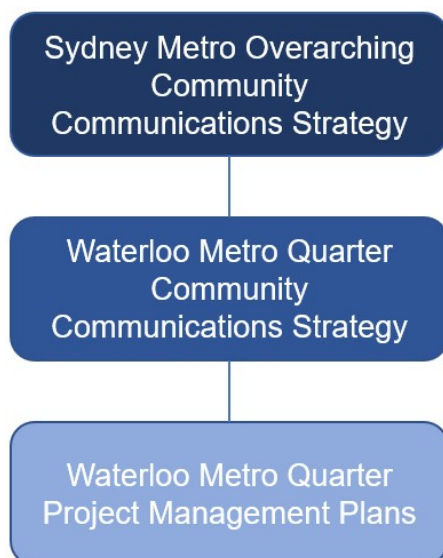 Sydney Metro Overarching
Community
Communications Strategy
Waterloo Metro Quarter
Community
Communications Strategy
Waterloo Metro Quarter
Project Management Plans